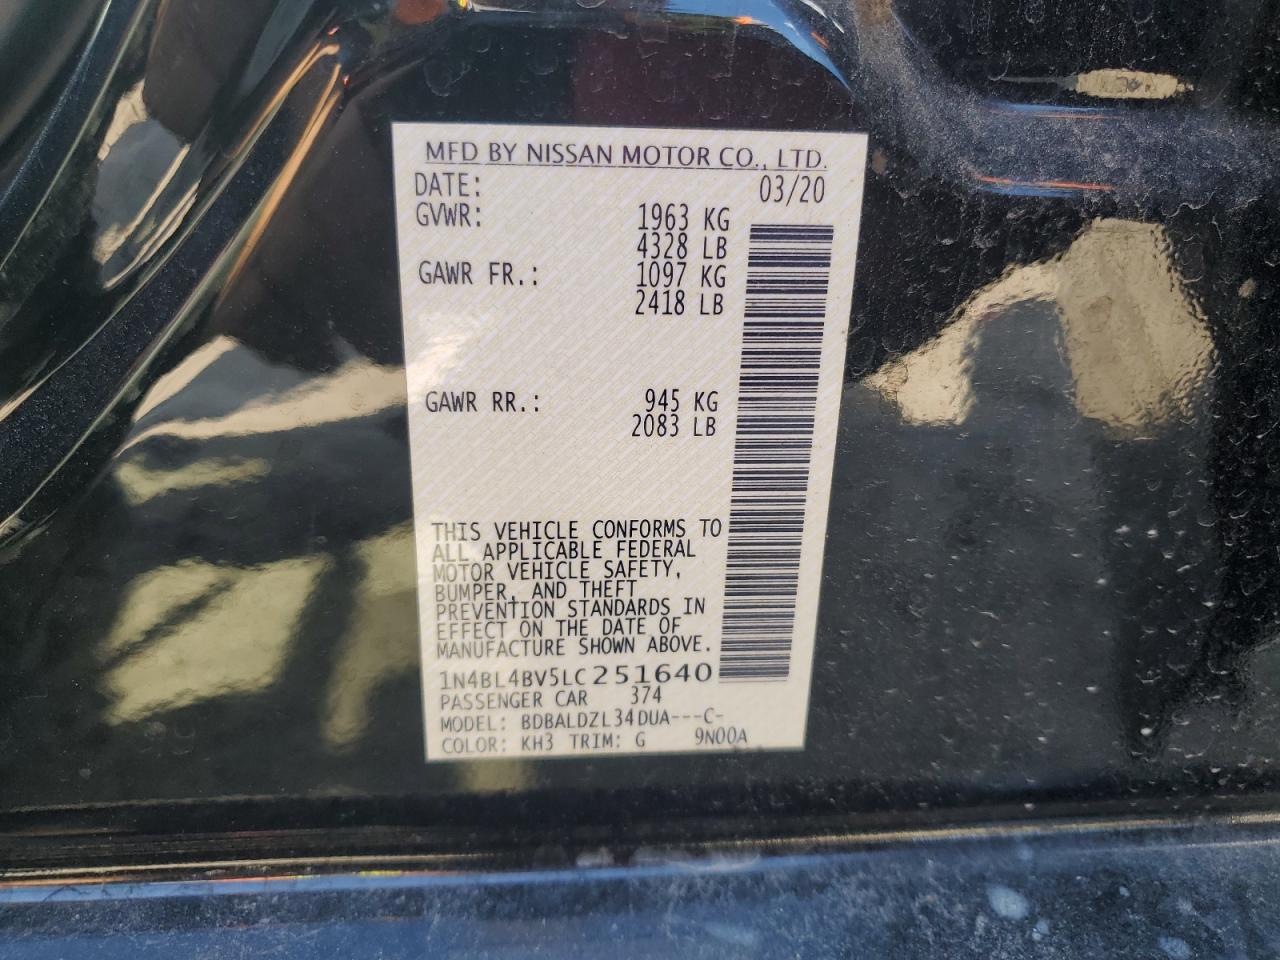 MFD BY NISSAN MOTOR CO., LTD.
DATE: 03/20
GVWR: 1963 KG
4328 LB
GAWR FR.: 1097 KG
2418 LB
GAWR RR.: 945 KG
2083 LB
THIS VEHICLE CONFORMS TO
ALL APPLICABLE FEDERAL
MOTOR VEHICLE SAFETY,
BUMPER, AND THEFT
PREVENTION STANDARDS IN
EFFECT ON THE DATE OF
MANUFACTURE SHOWN ABOVE.
1N4BL4BV5LC251640
PASSENGER CAR 374
MODEL: BDBALDZL34DUA---C-
COLOR: KH3 TRIM: G 9N00A